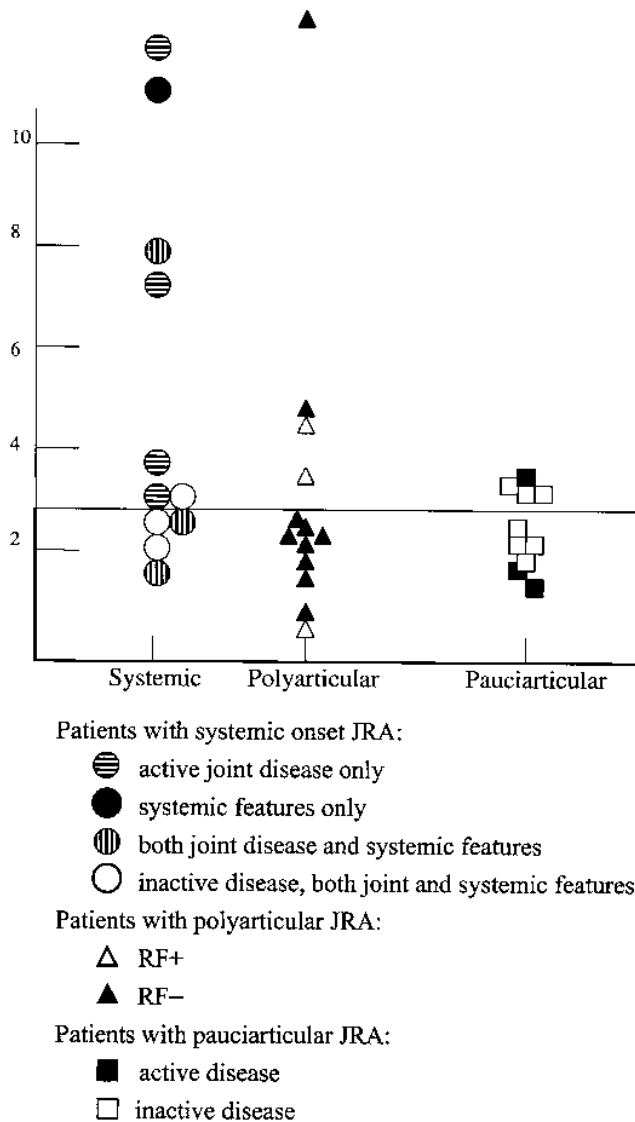 10
8
6
4
2
Systemic Polyarticular Pauciarticular
Patients with systemic onset JRA:
active joint disease only
systemic features only
both joint disease and systemic features
inactive disease, both joint and systemic features
Patients with polyarticular JRA:
RF+
RF−
Patients with pauciarticular JRA:
active disease
inactive disease